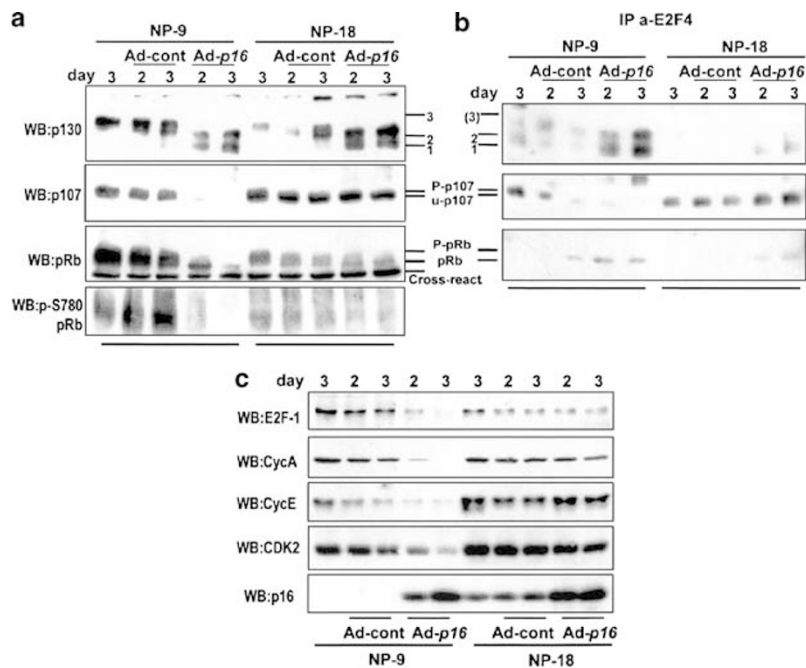 a
NP-9 NP-18
Ad-cont Ad-p16 Ad-cont Ad-p16
day 3 2 3 2 3 3 2 3 2 3
WB:p130
3
2
1
WB:p107
P-p107
u-p107
WB:pRb
P-pRb
pRb
Cross-react
WB:p-S780
pRb
b
IP a-E2F4
NP-9 NP-18
Ad-cont Ad-p16 Ad-cont Ad-p16
day 3 2 3 2 3 3 2 3 2 3
(3)
2
1
c
day 3 2 3 2 3 3 2 3 2 3
WB:E2F-1
WB:CycA
WB:CycE
WB:CDK2
WB:p16
Ad-cont Ad-p16 Ad-cont Ad-p16
NP-9 NP-18